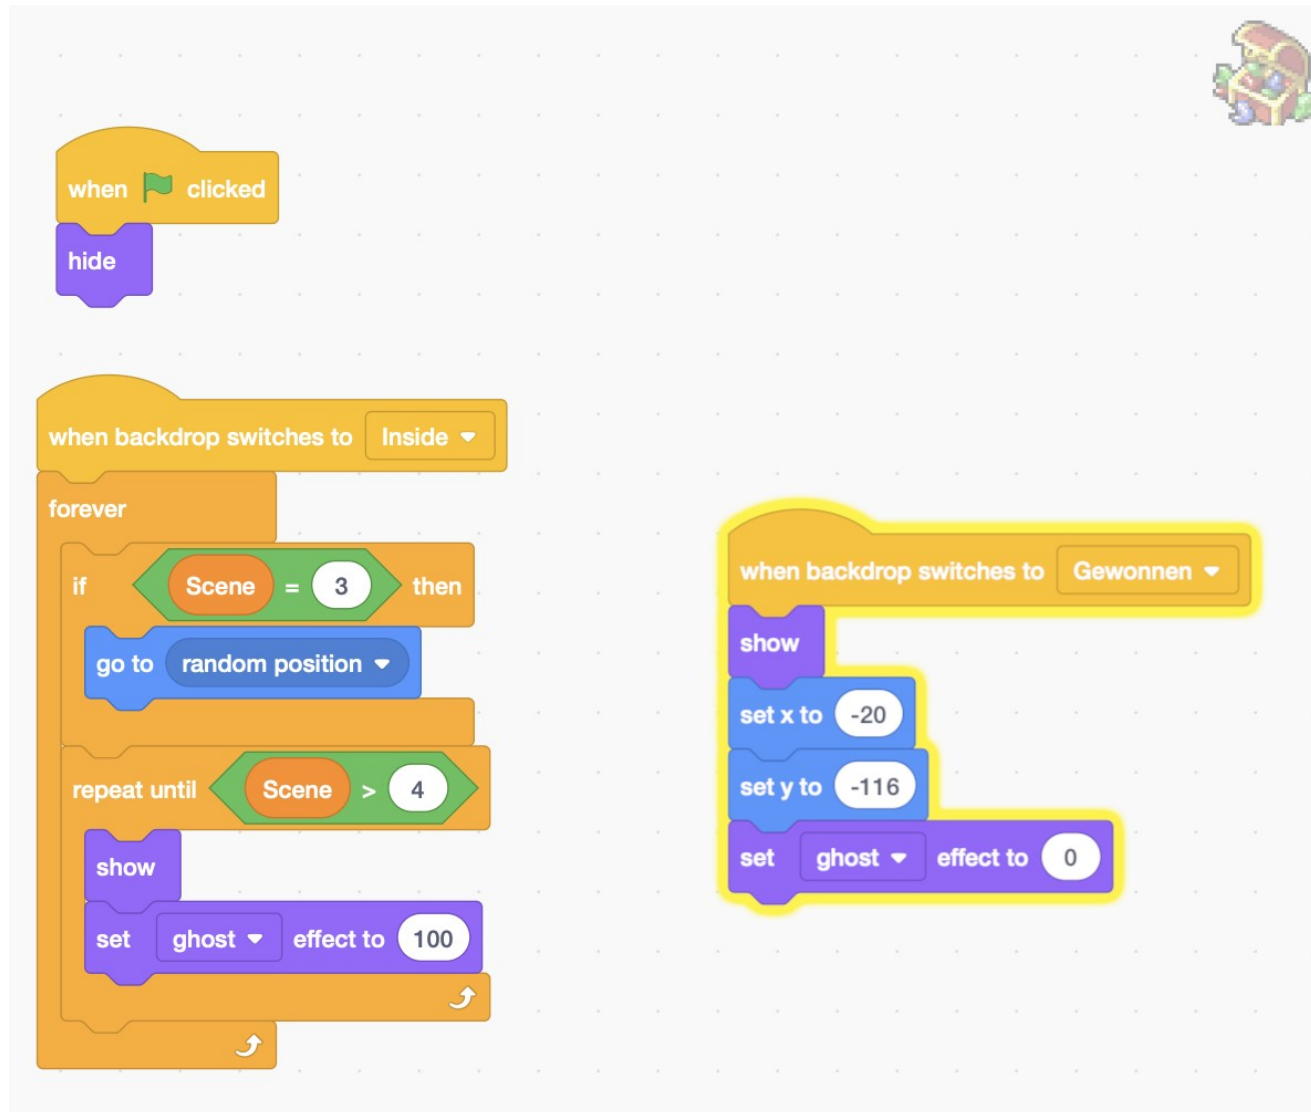 when clicked
hide
when backdrop switches to Inside
forever
if Scene = 3 then
go to random position
repeat until Scene > 4
show
set ghost effect to 100
when backdrop switches to Gewonnen
show
set x to -20
set y to -116
set ghost effect to 0